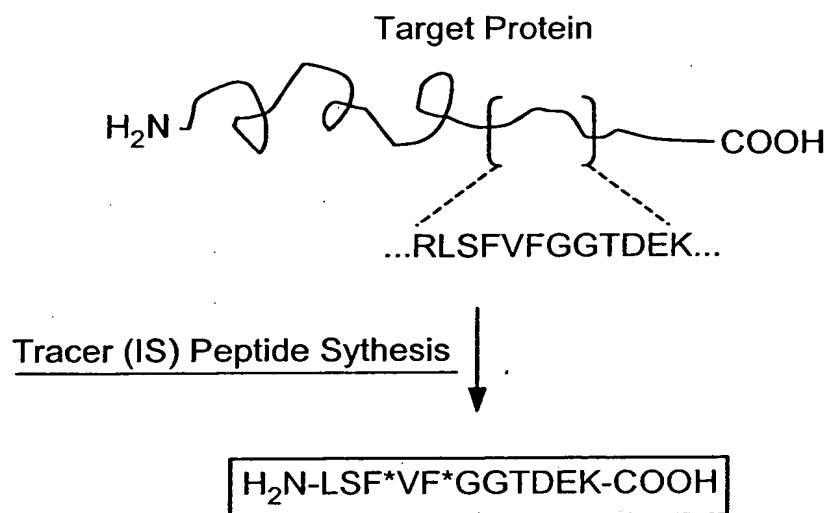 Target Protein
H₂N COOH
...RLSFVFGGTDEK...
Tracer (IS) Peptide Sythesis
H₂N-LSF*VF*GGTDEK-COOH